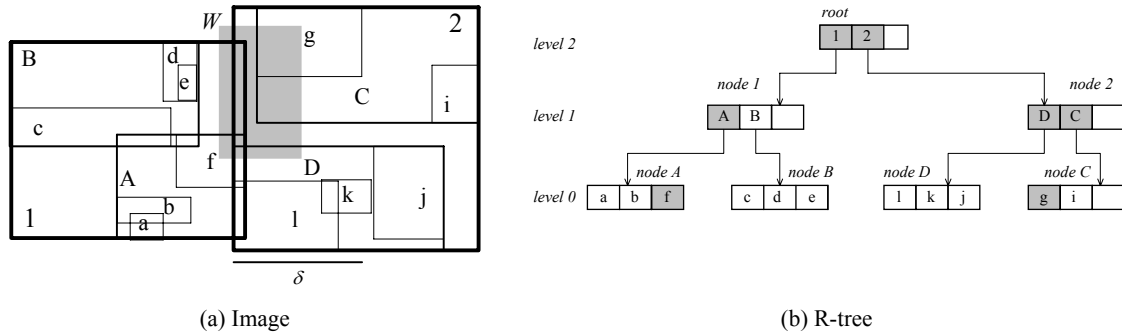 W
2
B
d
g
e
C
i
c
f
A
D
b
k
j
1
a
l
δ
(a) Image
root
level 2
1 2
node 1
node 2
level 1
A B
D C
node A
node B
node D
node C
level 0
a b f
c d e
l k j
g i
(b) R-tree